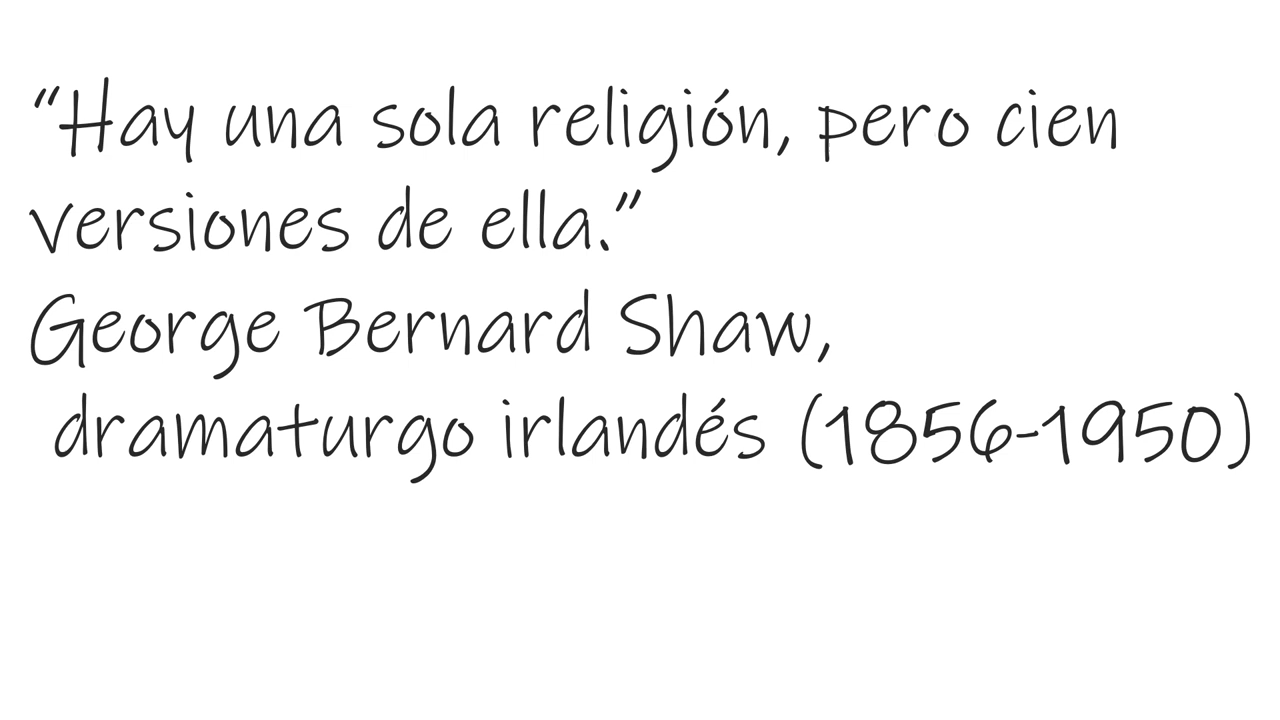 “Hay una sola religión, pero cien
versiones de ella.”
George Bernard Shaw,
dramaturgo irlandés (1856-1950)